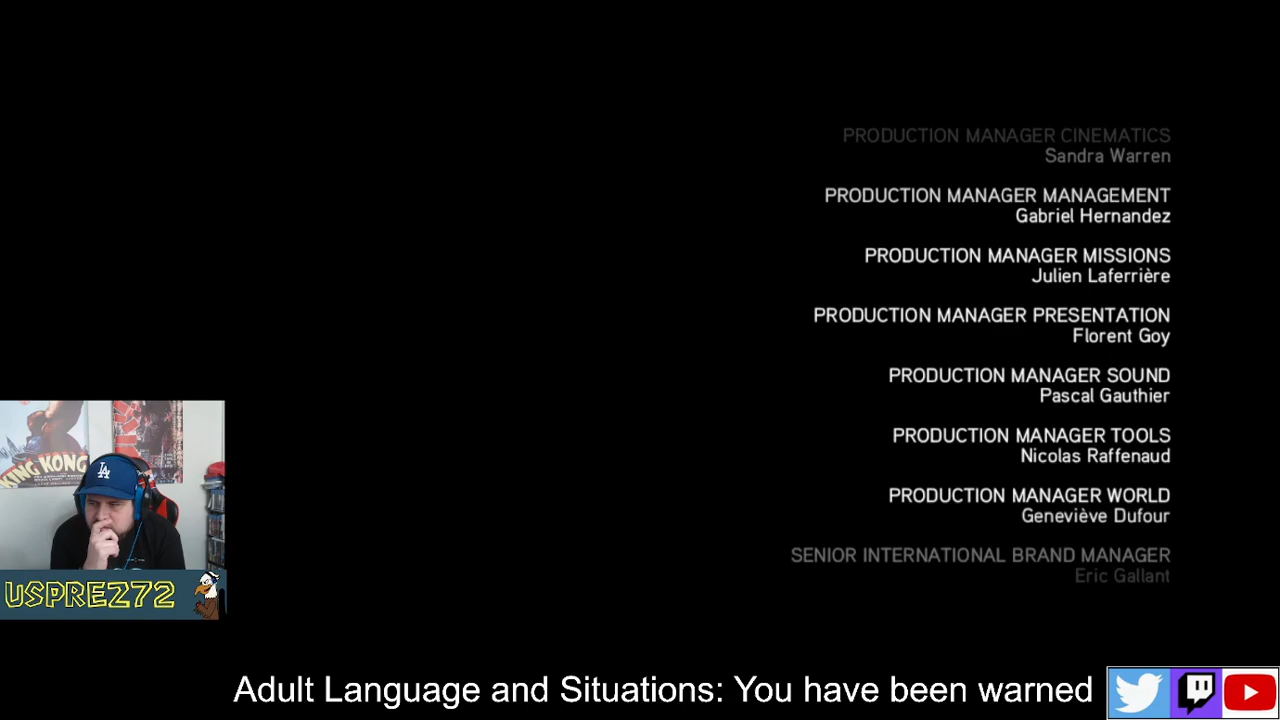 PRODUCTION MANAGER CINEMATICS
Sandra Warren
PRODUCTION MANAGER MANAGEMENT
Gabriel Hernandez
PRODUCTION MANAGER MISSIONS
Julien Laferrière
PRODUCTION MANAGER PRESENTATION
Florent Goy
PRODUCTION MANAGER SOUND
Pascal Gauthier
PRODUCTION MANAGER TOOLS
Nicolas Raffenaud
PRODUCTION MANAGER WORLD
Geneviève Dufour
SENIOR INTERNATIONAL BRAND MANAGER
Eric Gallant
KING KONG
LA
USPREZ72
Adult Language and Situations: You have been warned